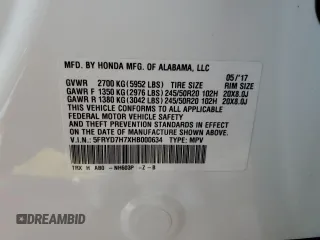 MFD. BY HONDA MFG. OF ALABAMA, LLC
05/'17
GVWR 2700 KG(5952 LBS) TIRE SIZE RIM SIZE
GAWR F 1350 KG(2976 LBS) 245/50R20 102H 20X8.0J
GAWR R 1380 KG(3042 LBS) 245/50R20 102H 20X8.0J
THIS VEHICLE CONFORMS TO ALL APPLICABLE
FEDERAL MOTOR VEHICLE SAFETY AND
THEFT PREVENTION STANDARDS IN EFFECT ON
THE DATE OF MANUFACTURE SHOWN ABOVE.
V.I.N.: 5FRYD7H7XHB000634 TYPE: MPV
NH603P -Z-B
DREAMBID